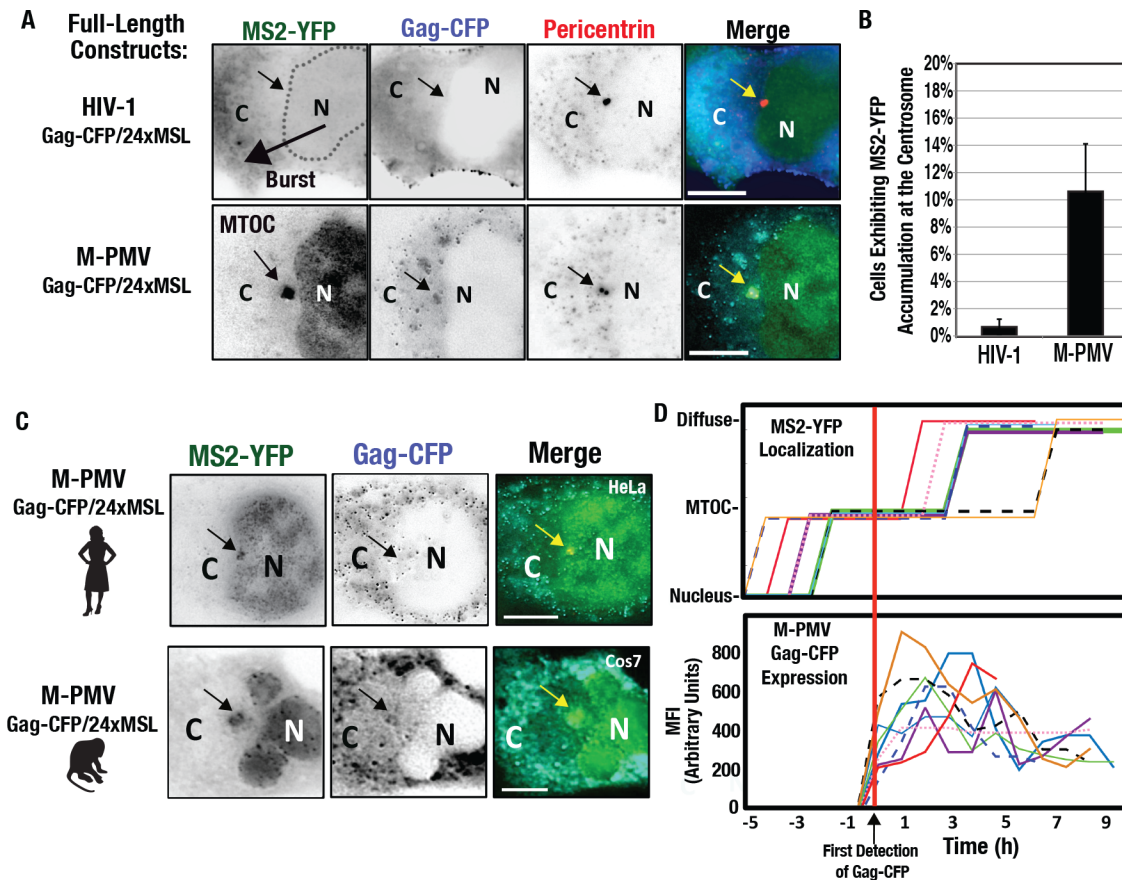 A
Full-Length
Constructs:
MS2-YFP
Gag-CFP
Pericentrin
Merge
HIV-1
Gag-CFP/24xMSL
C
N
Burst
C
N
C
N
C
N
M-PMV
Gag-CFP/24xMSL
MTOC
C
N
C
N
C
N
C
N
B
Cells Exhibiting MS2-YFP
Accumulation at the Centrosome
20%
18%
16%
14%
12%
10%
8%
6%
4%
2%
0%
HIV-1
M-PMV
C
MS2-YFP
Gag-CFP
Merge
M-PMV
Gag-CFP/24xMSL
C
N
C
N
HeLa
C
N
M-PMV
Gag-CFP/24xMSL
C
N
C
N
Cos7
C
N
D
Diffuse-
MTOC-
Nucleus-
MS2-YFP
Localization
M-PMV
Gag-CFP
Expression
MFI
(Arbitrary Units)
800
600
400
200
0
-5
-3
-1
1
3
5
7
9
Time (h)
First Detection
of Gag-CFP